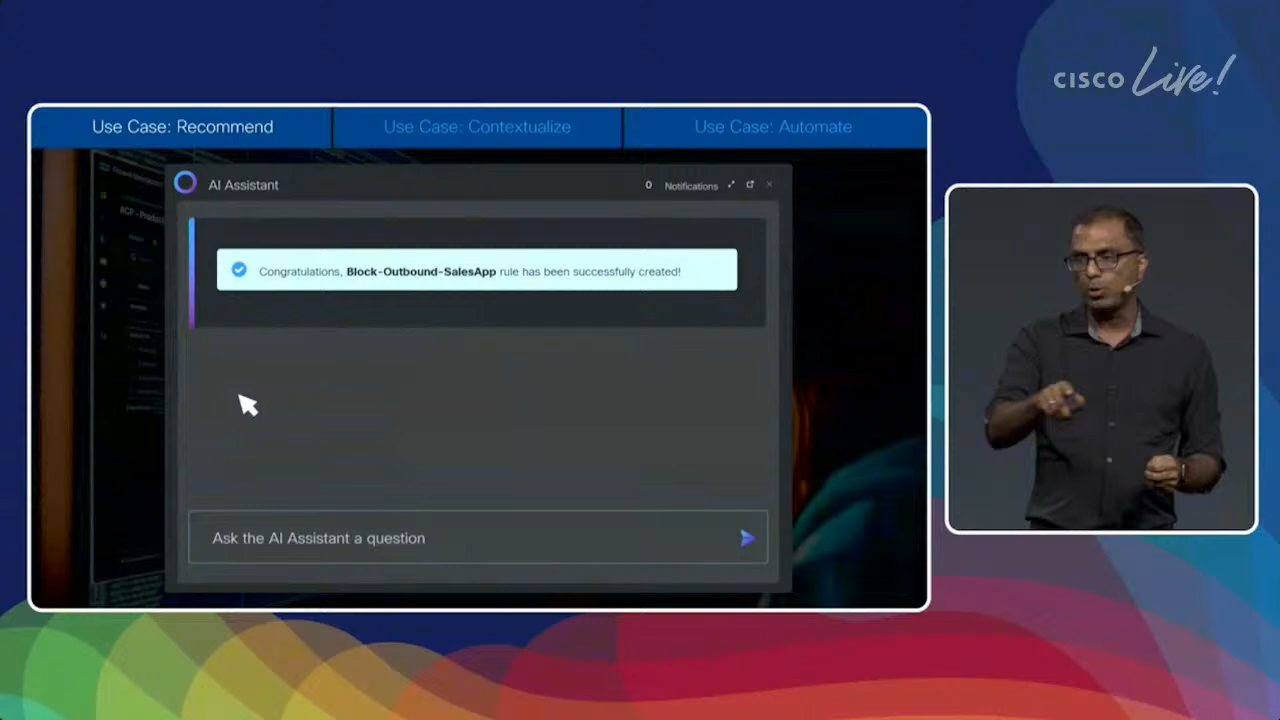 CISCO Live!
Use Case: Recommend
Use Case: Contextualize
Use Case: Automate
AI Assistant
0 Notifications
Congratulations, Block-Outbound-SalesApp rule has been successfully created!
Ask the AI Assistant a question